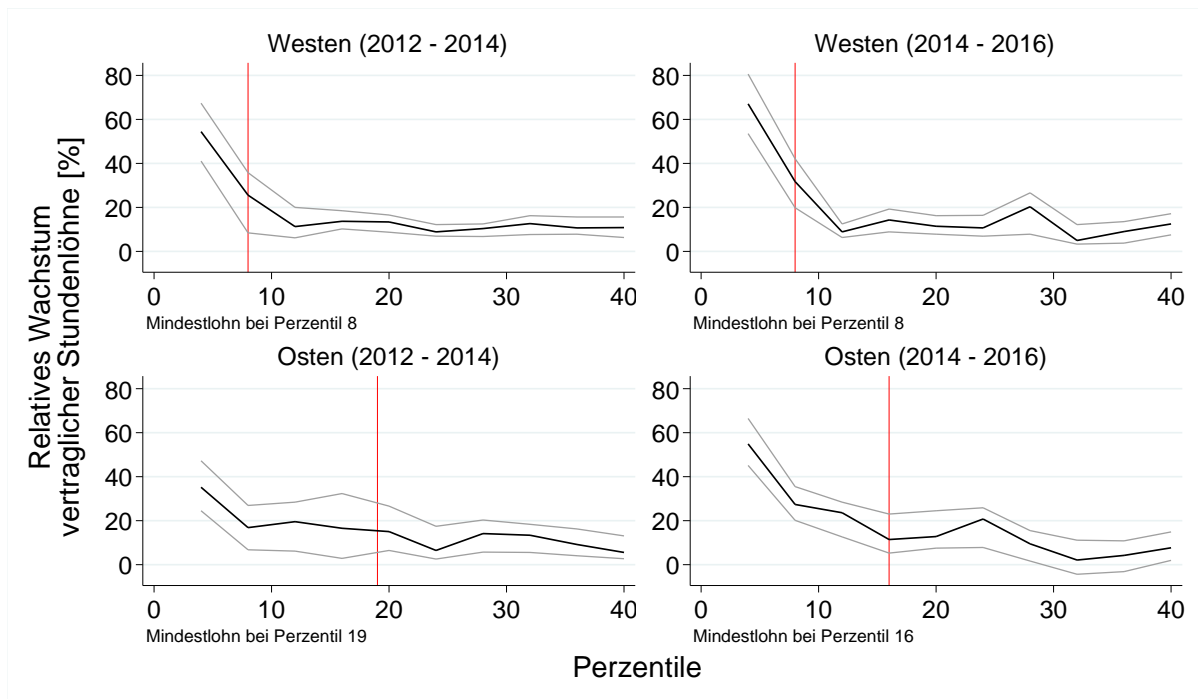 Relatives Wachstum
vertraglicher Stundenlöhne [%]
Westen (2012 - 2014)
80
60
40
20
0
0 10 20 30 40
Mindestlohn bei Perzentil 8
Westen (2014 - 2016)
80
60
40
20
0
0 10 20 30 40
Mindestlohn bei Perzentil 8
Osten (2012 - 2014)
80
60
40
20
0
0 10 20 30 40
Mindestlohn bei Perzentil 19
Osten (2014 - 2016)
80
60
40
20
0
0 10 20 30 40
Mindestlohn bei Perzentil 16
Perzentile